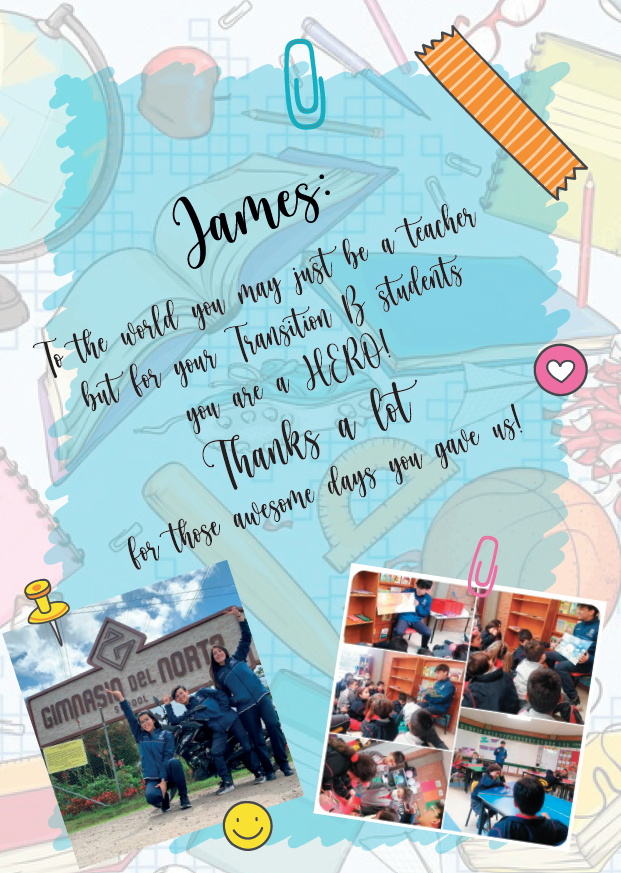 James:
To the world you may just be a teacher
but for your Transition B students
you are a HERO!
Thanks a lot
for those awesome days you gave us!
GIMNASIO DEL NORTE
SCHOOL